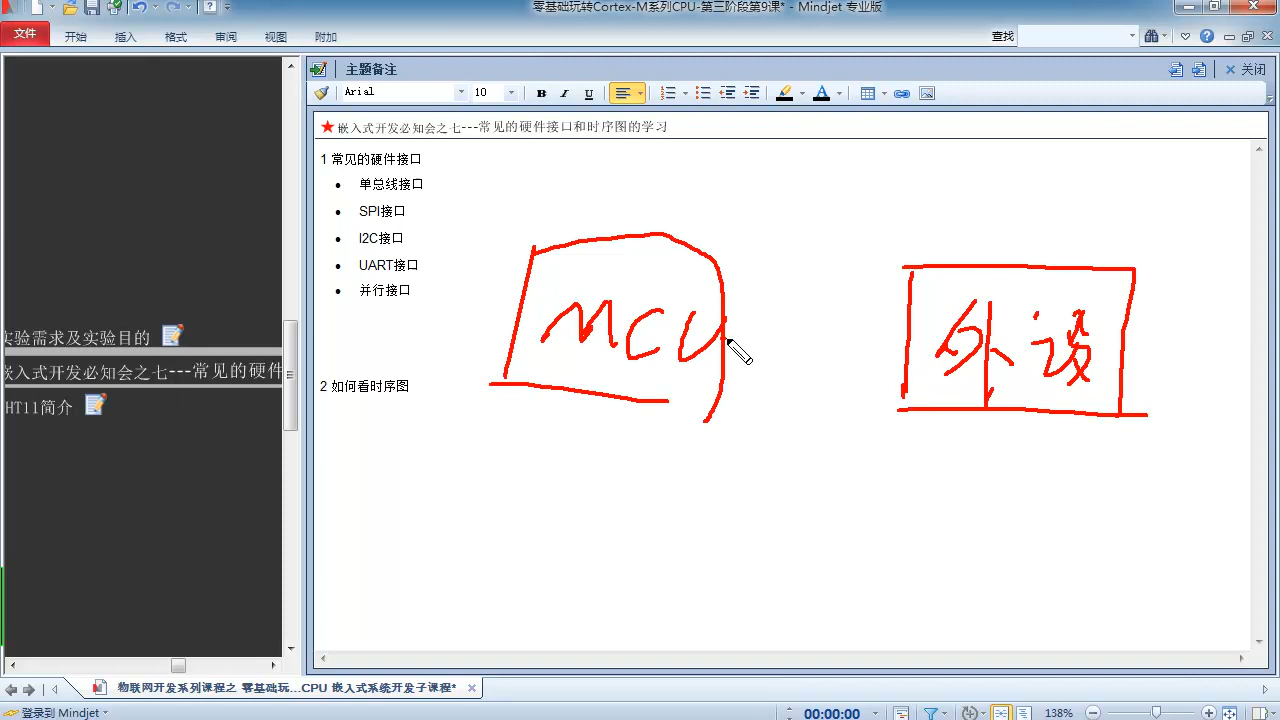 零基础玩转Cortex-M系列CPU-第三阶段第9课* - Mindjet 专业版
文件 开始 插入 格式 审阅 视图 附加 查找
主题备注 关闭
Arial 10 B I U
★嵌入式开发必知会之七---常见的硬件接口和时序图的学习
1 常见的硬件接口
• 单总线接口
• SPI接口
• I2C接口
• UART接口
• 并行接口
MCU 外设
2 如何看时序图
实验需求及实验目的
嵌入式开发必知会之七---常见的硬件
HT11简介
物联网开发系列课程之 零基础玩...CPU 嵌入式系统开发子课程*
登录到 Mindjet 00:00:00 138%